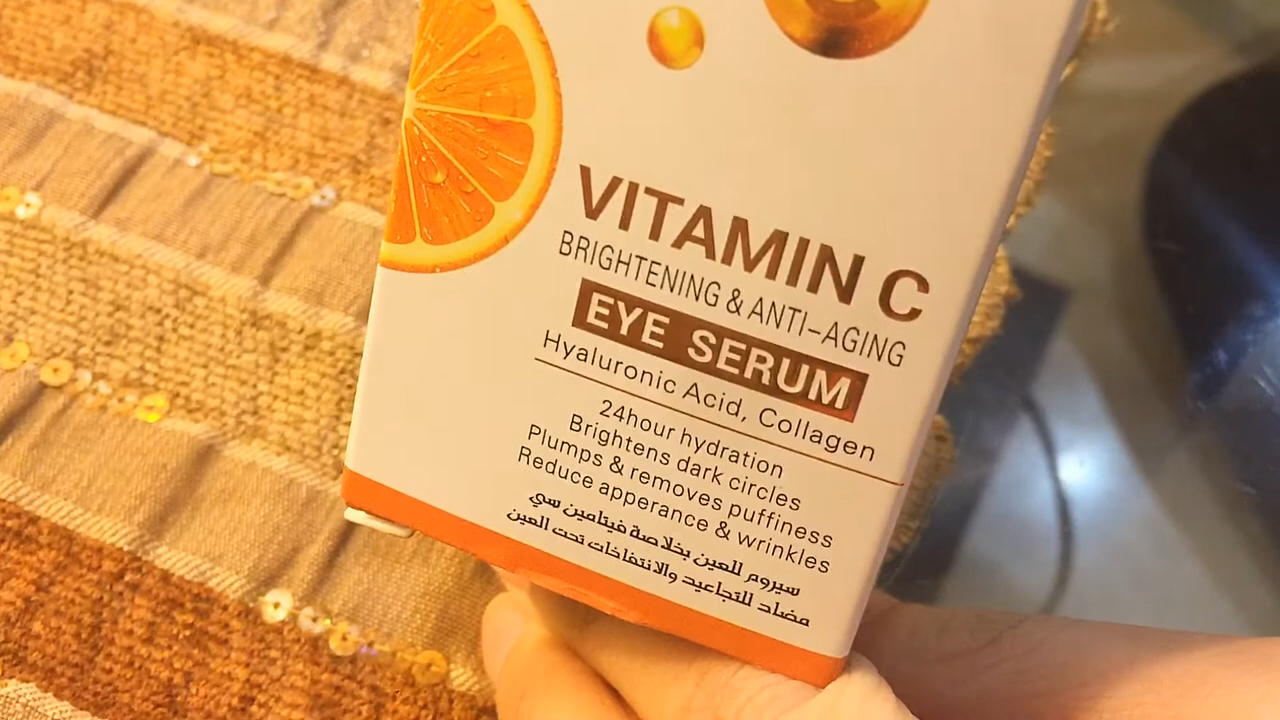 VITAMIN C
BRIGHTENING & ANTI-AGING
EYE SERUM
Hyaluronic Acid, Collagen
24hour hydration
Brightens dark circles
Plumps & removes puffiness
Reduce apperance & wrinkles
سيروم للعين بخلاصة فيتامين سي
مضاد للتجاعيد والانتفاخات تحت العين